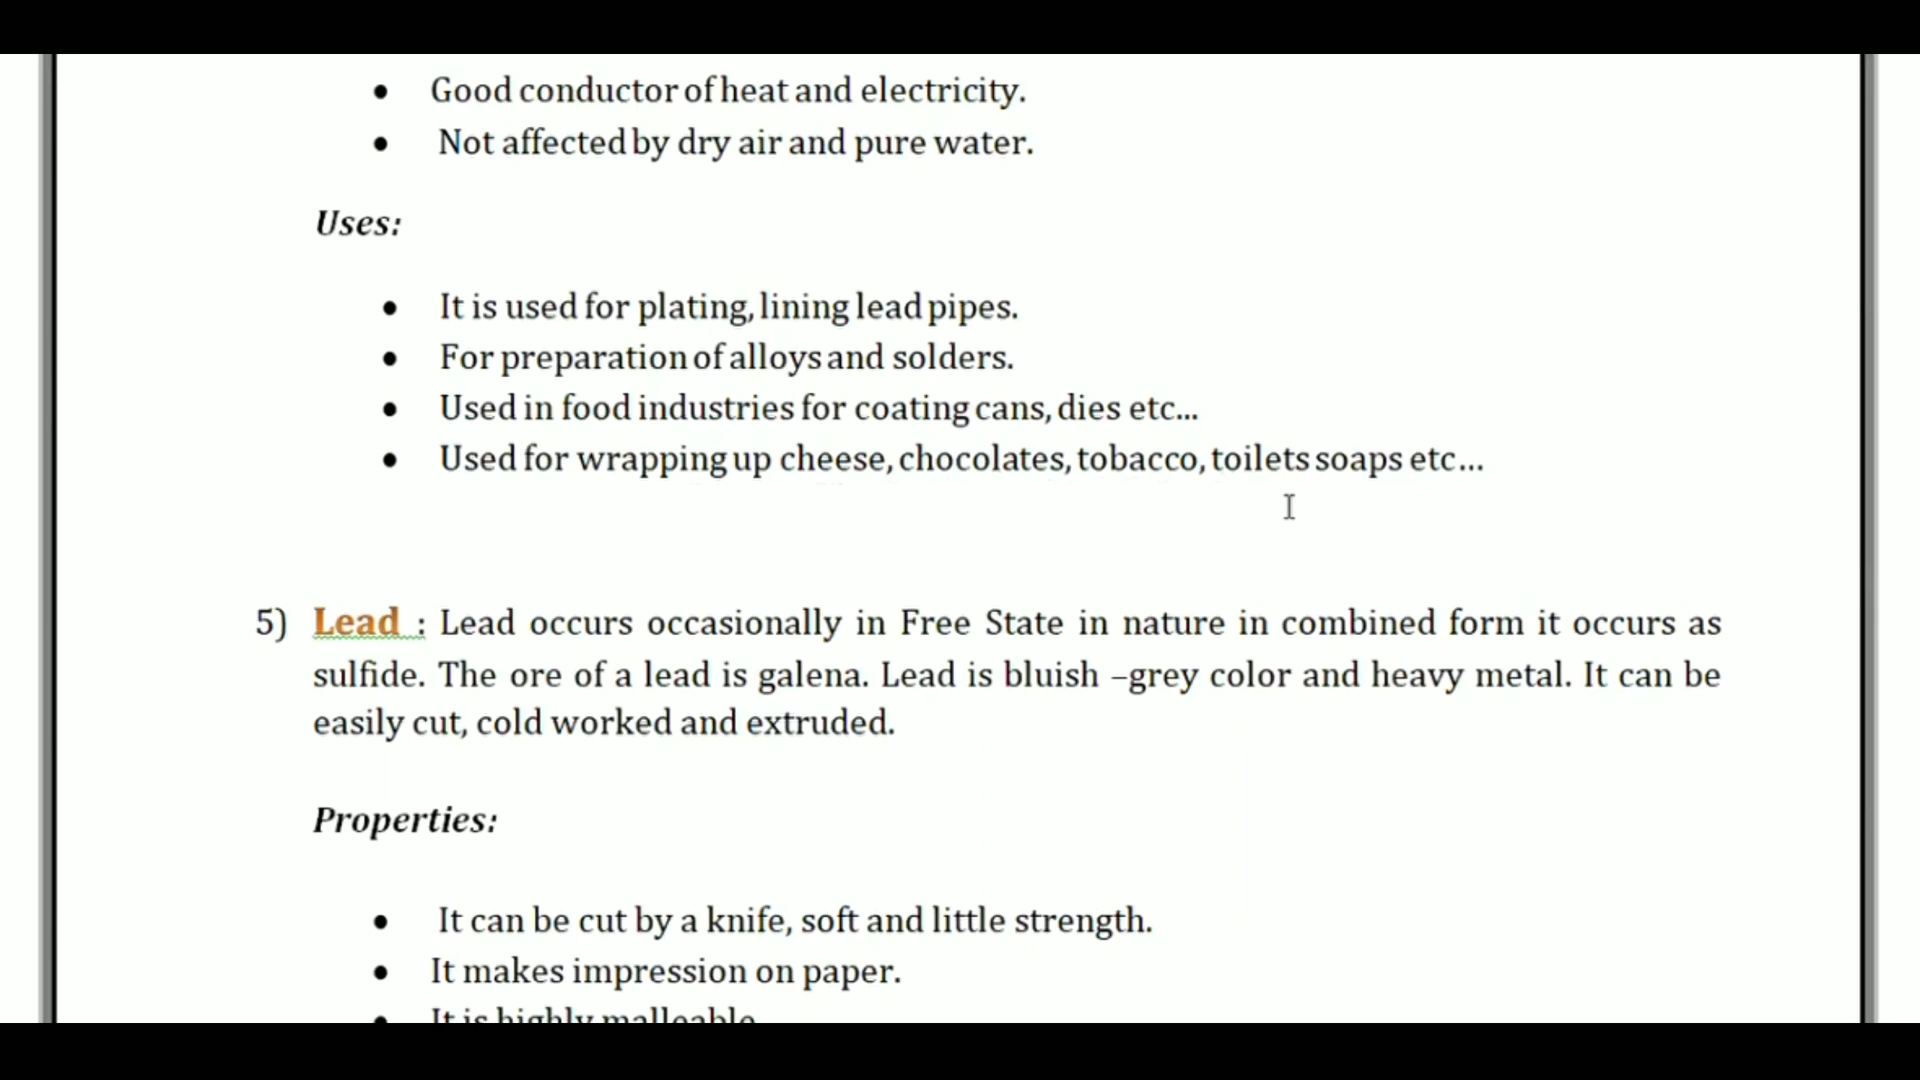 • Good conductor of heat and electricity.
• Not affected by dry air and pure water.
Uses:
• It is used for plating, lining lead pipes.
• For preparation of alloys and solders.
• Used in food industries for coating cans, dies etc...
• Used for wrapping up cheese, chocolates, tobacco, toilets soaps etc...
5) Lead : Lead occurs occasionally in Free State in nature in combined form it occurs as
sulfide. The ore of a lead is galena. Lead is bluish –grey color and heavy metal. It can be
easily cut, cold worked and extruded.
Properties:
• It can be cut by a knife, soft and little strength.
• It makes impression on paper.
• It is highly malleable